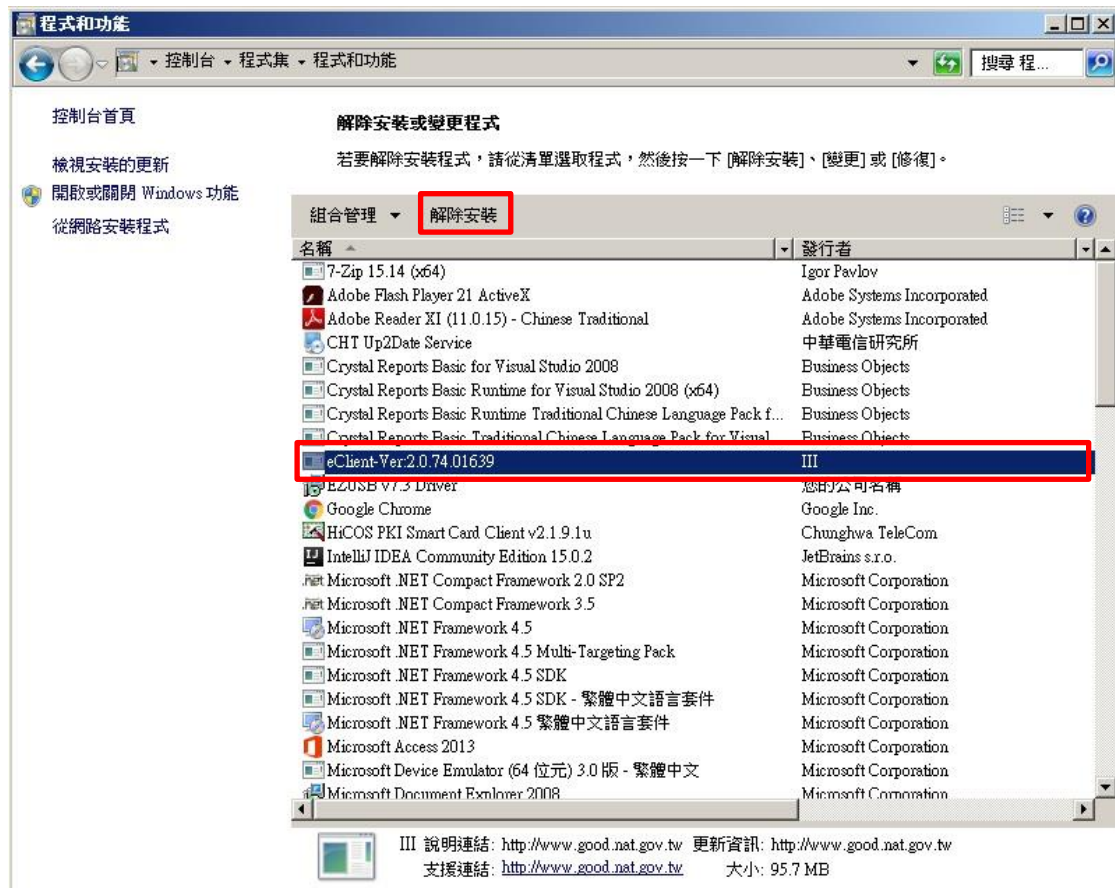 程式和功能
控制台 程式集 程式和功能
搜尋 程...
控制台首頁
檢視安裝的更新
開啟或關閉 Windows 功能
從網路安裝程式
解除安裝或變更程式
若要解除安裝程式，請從清單選取程式，然後按一下 [解除安裝]、[變更] 或 [修復]。
組合管理 解除安裝
名稱 發行者
7-Zip 15.14 (x64) Igor Pavlov
Adobe Flash Player 21 ActiveX Adobe Systems Incorporated
Adobe Reader XI (11.0.15) - Chinese Traditional Adobe Systems Incorporated
CHT Up2Date Service 中華電信研究所
Crystal Reports Basic for Visual Studio 2008 Business Objects
Crystal Reports Basic Runtime for Visual Studio 2008 (x64) Business Objects
Crystal Reports Basic Runtime Traditional Chinese Language Pack f... Business Objects
Crystal Reports Basic Traditional Chinese Language Pack for Visual Business Objects
eClient-Ver:2.0.74.01639 III
EZUSB v7.3 Driver 您的公司名稱
Google Chrome Google Inc.
HiCOS PKI Smart Card Client v2.1.9.1u Chunghwa TeleCom
IntelliJ IDEA Community Edition 15.0.2 JetBrains s.r.o.
Microsoft .NET Compact Framework 2.0 SP2 Microsoft Corporation
Microsoft .NET Compact Framework 3.5 Microsoft Corporation
Microsoft .NET Framework 4.5 Microsoft Corporation
Microsoft .NET Framework 4.5 Multi-Targeting Pack Microsoft Corporation
Microsoft .NET Framework 4.5 SDK Microsoft Corporation
Microsoft .NET Framework 4.5 SDK - 繁體中文語言套件 Microsoft Corporation
Microsoft .NET Framework 4.5 繁體中文語言套件 Microsoft Corporation
Microsoft Access 2013 Microsoft Corporation
Microsoft Device Emulator (64 位元) 3.0 版 - 繁體中文 Microsoft Corporation
Microsoft Document Explorer 2008 Microsoft Corporation
III 說明連結: http://www.good.nat.gov.tw 更新資訊: http://www.good.nat.gov.tw
支援連結: http://www.good.nat.gov.tw 大小: 95.7 MB